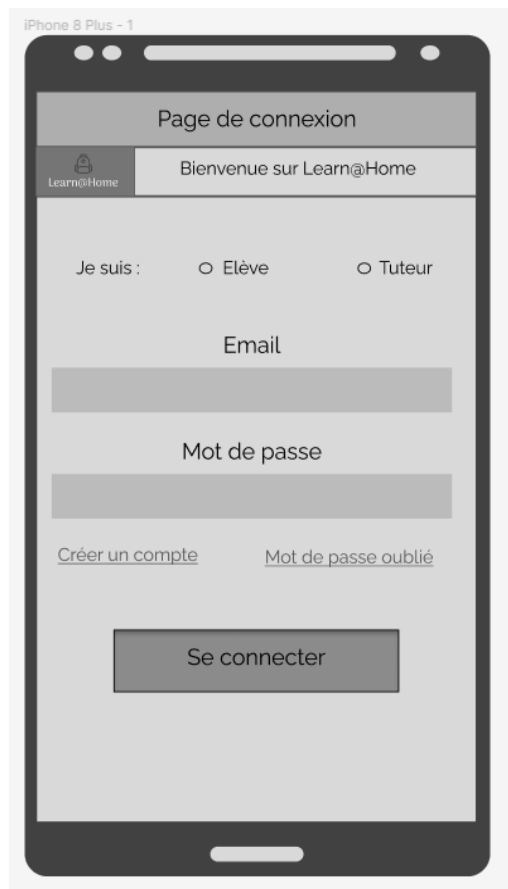 iPhone 8 Plus - 1
Page de connexion
Learn@Home
Bienvenue sur Learn@Home
Je suis : Elève Tuteur
Email
Mot de passe
Créer un compte Mot de passe oublié
Se connecter